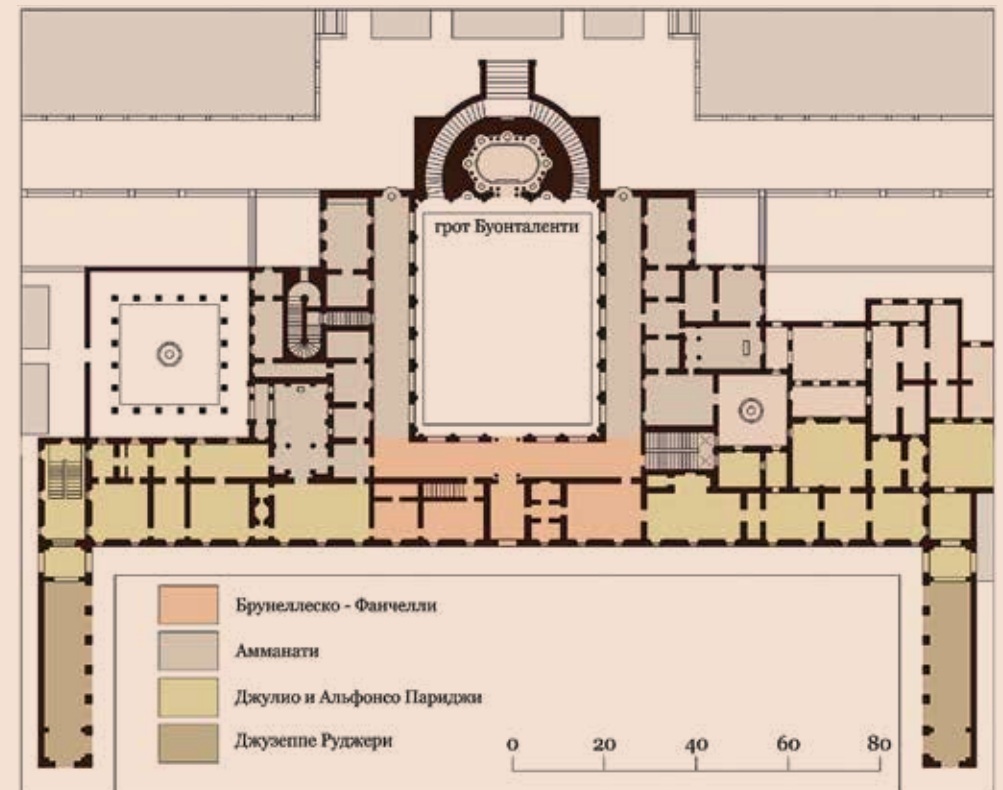 грот Буонталенти
Брунеллеско - Фанчелли
Амманати
Джулио и Альфонсо Париджи
Джузеппе Руджери
0 20 40 60 80